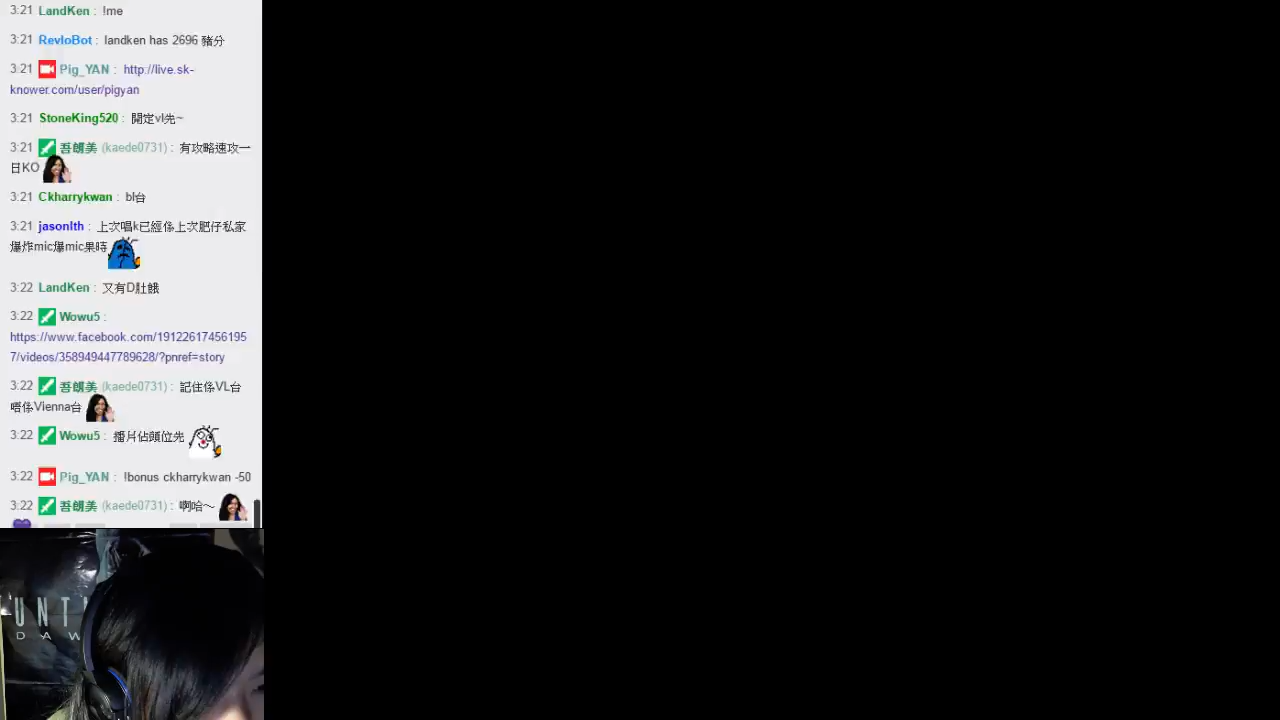 3:21 LandKen : !me
3:21 RevloBot : landken has 2696 豬分
3:21 Pig_YAN : http://live.sk-
knower.com/user/pigyan
3:21 StoneKing520 : 開定vl先~
3:21 吾朗美 (kaede0731) : 有攻略速攻一
日KO
3:21 Ckharrykwan : bl台
3:21 jasonlth : 上次唱k已經係上次肥仔私家
爆炸mic爆mic果時
3:22 LandKen : 又有D肚餓
3:22 Wowu5 :
https://www.facebook.com/19122617456195
7/videos/358949447789628/?pnref=story
3:22 吾朗美 (kaede0731) : 記住係VL台
唔係Vienna台
3:22 Wowu5 : 播片佔頭位先
3:22 Pig_YAN : !bonus ckharrykwan -50
3:22 吾朗美 (kaede0731) : 啊哈～
UNT
DAW